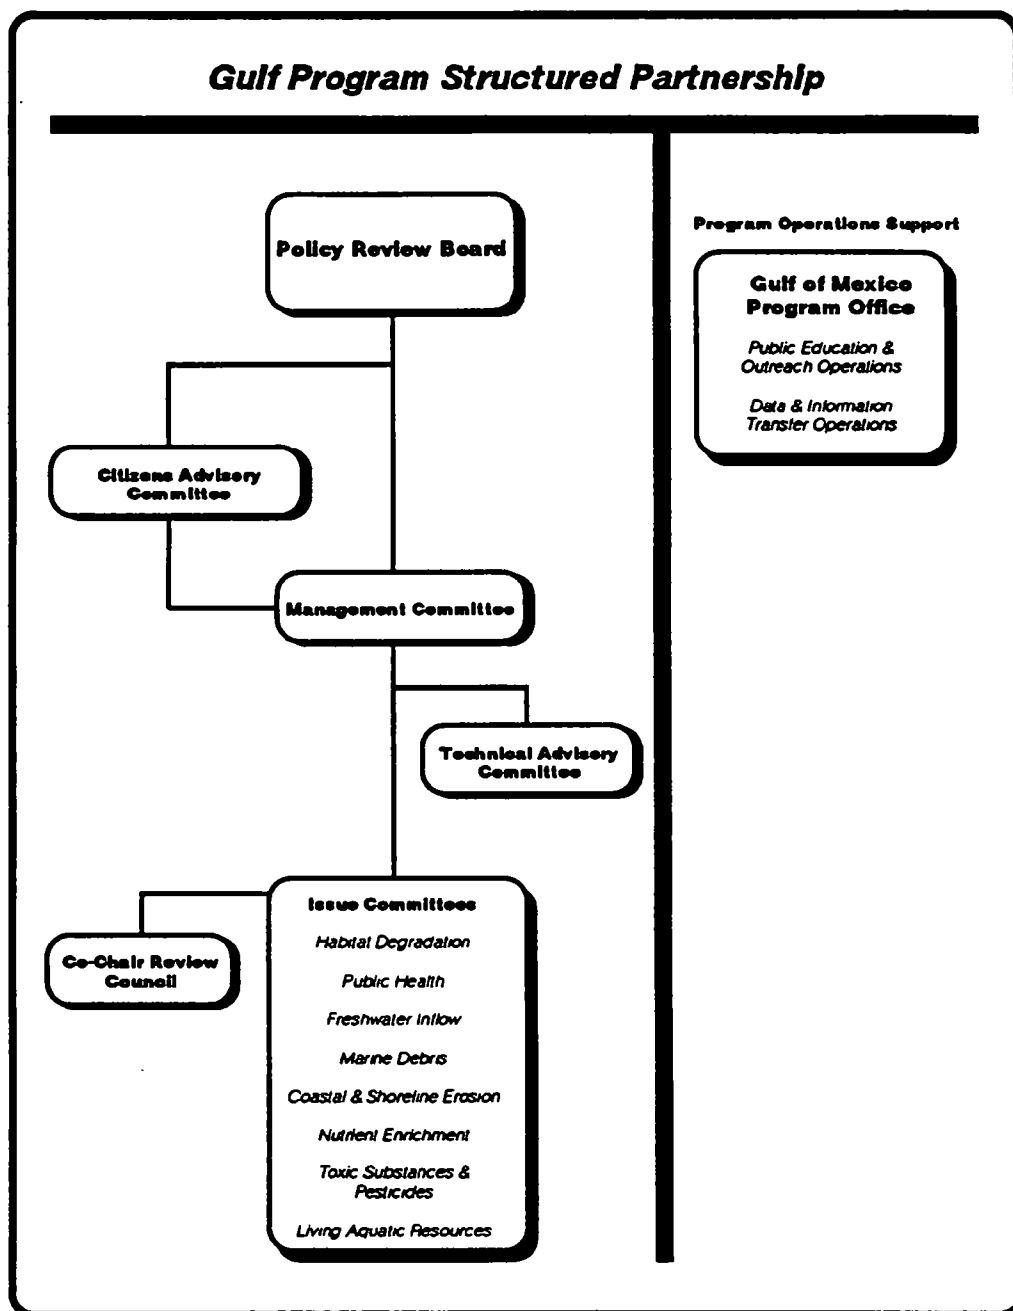 Gulf Program Structured Partnership
Policy Review Board
Citizens Advisory
Committee
Management Committee
Technical Advisory
Committee
Co-Chair Review
Council
Issue Committees
Habitat Degradation
Public Health
Freshwater Inflow
Marine Debris
Coastal & Shoreline Erosion
Nutrient Enrichment
Toxic Substances &
Pesticides
Living Aquatic Resources
Program Operations Support
Gulf of Mexico
Program Office
Public Education &
Outreach Operations
Data & Information
Transfer Operations